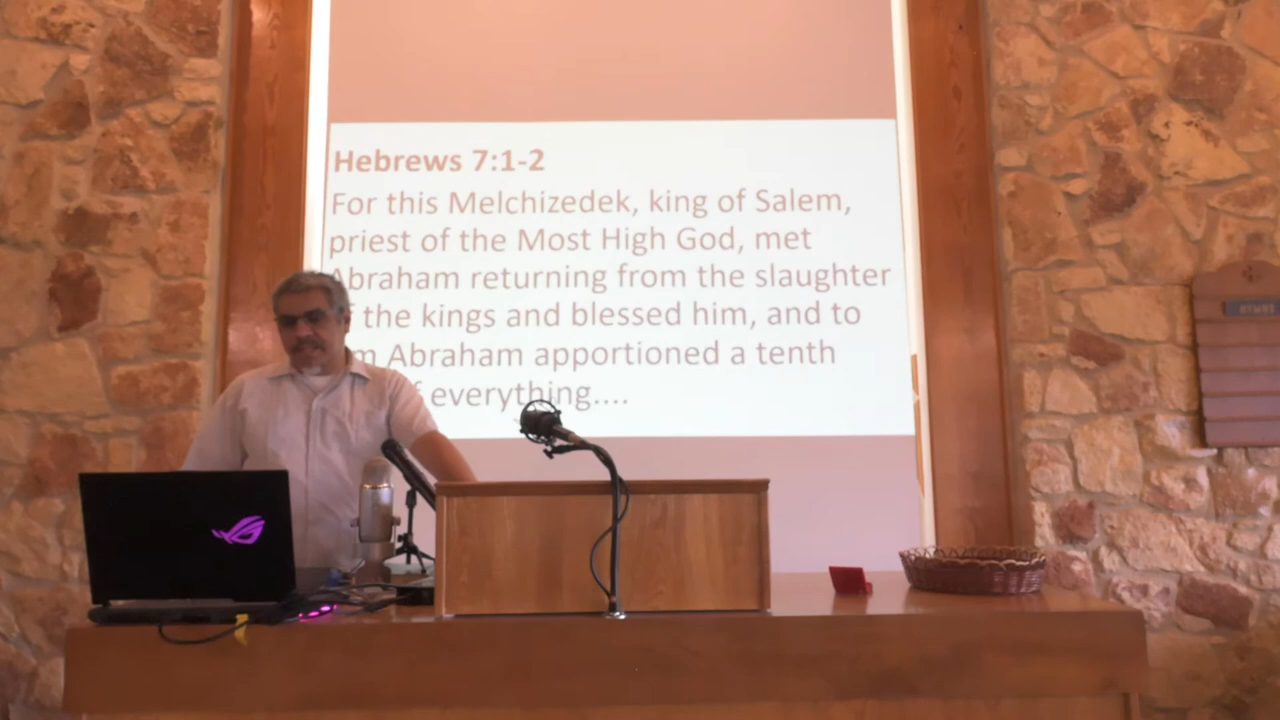 Hebrews 7:1-2
For this Melchizedek, king of Salem,
priest of the Most High God, met
Abraham returning from the slaughter
the kings and blessed him, and to
Abraham apportioned a tenth
everything....
HYMNS